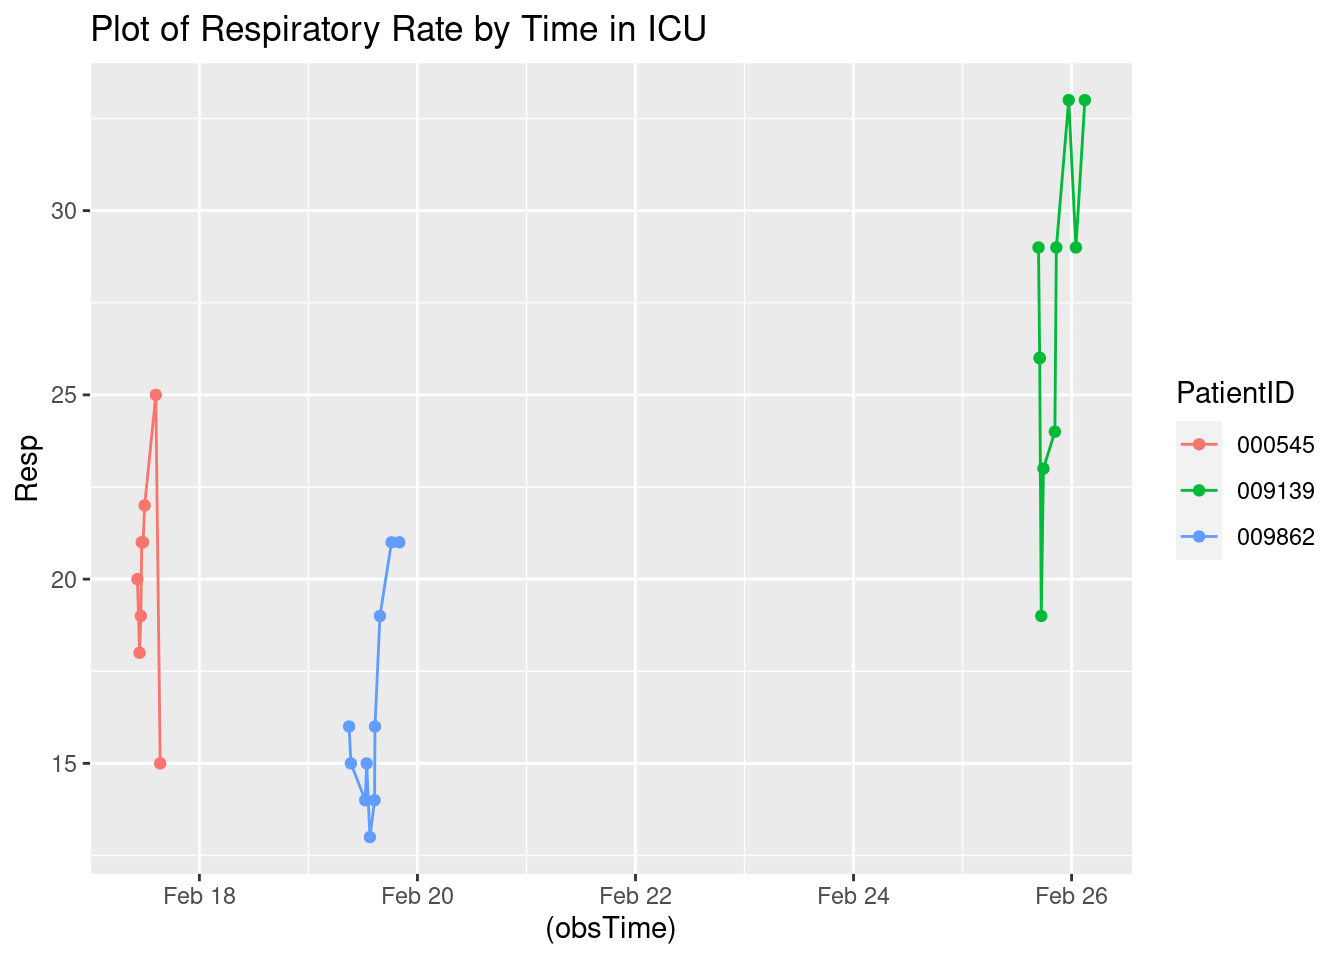 Plot of Respiratory Rate by Time in ICU
Resp
30
25
20
15
Feb 18
Feb 20
Feb 22
Feb 24
Feb 26
(obsTime)
PatientID
000545
009139
009862